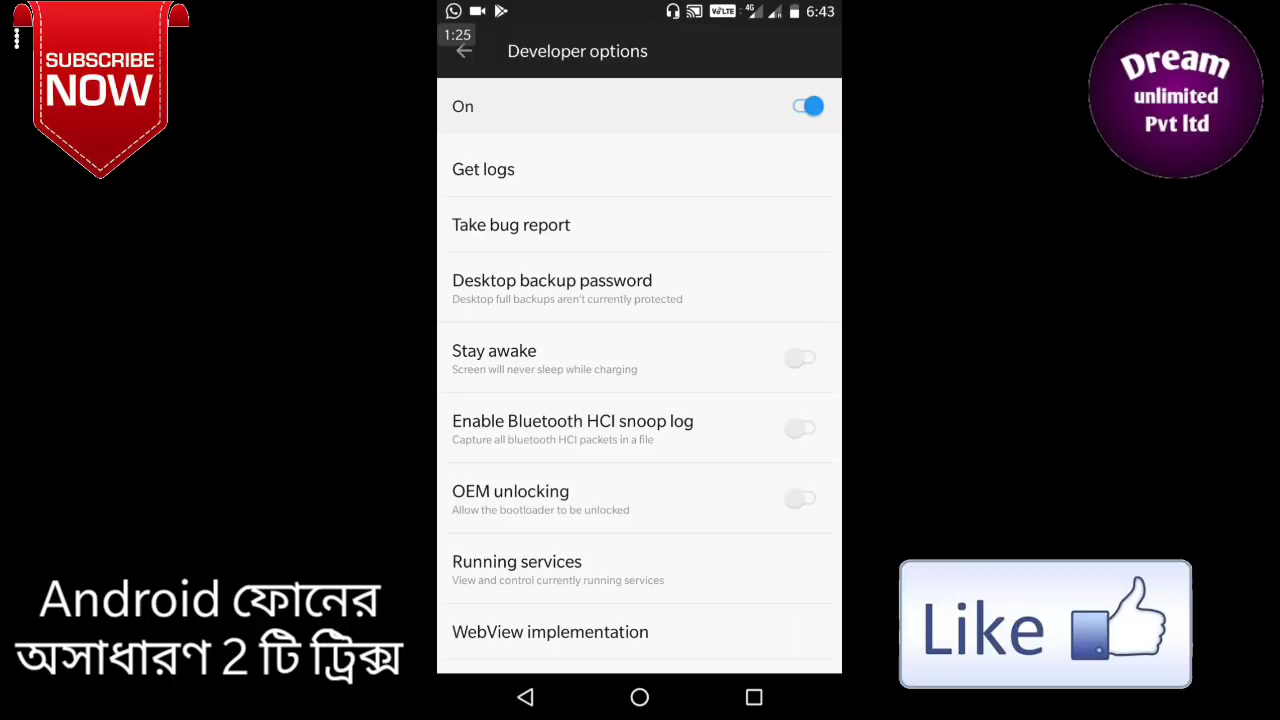 SUBSCRIBE
NOW
VoLTE
4G
6:43
1:25
Developer options
On
Get logs
Take bug report
Desktop backup password
Desktop full backups aren't currently protected
Stay awake
Screen will never sleep while charging
Enable Bluetooth HCI snoop log
Capture all bluetooth HCI packets in a file
OEM unlocking
Allow the bootloader to be unlocked
Running services
View and control currently running services
WebView implementation
Dream
unlimited
Pvt ltd
Android ফোনের
অসাধারণ 2 টি ট্রিক্স
Like